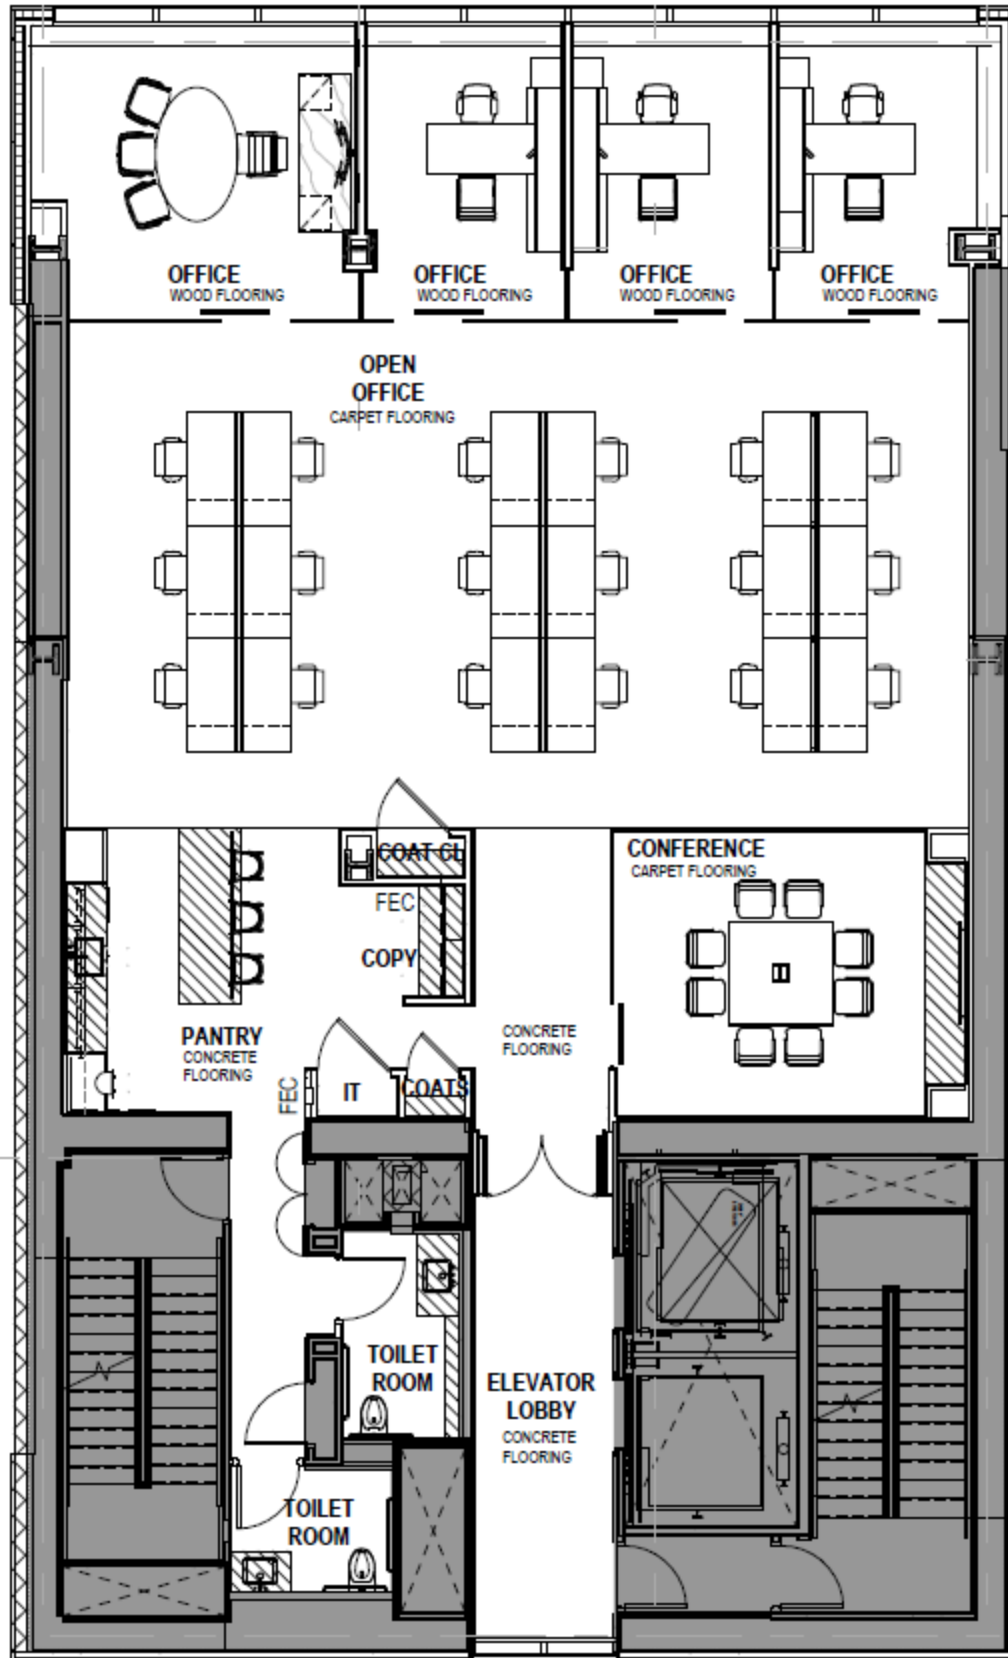 OFFICE
WOOD FLOORING
OFFICE
WOOD FLOORING
OFFICE
WOOD FLOORING
OFFICE
WOOD FLOORING
OPEN
OFFICE
CARPET FLOORING
COAT CL
FEC
COPY
CONFERENCE
CARPET FLOORING
PANTRY
CONCRETE
FLOORING
CONCRETE
FLOORING
FEC
IT
COATS
TOILET
ROOM
ELEVATOR
LOBBY
CONCRETE
FLOORING
TOILET
ROOM